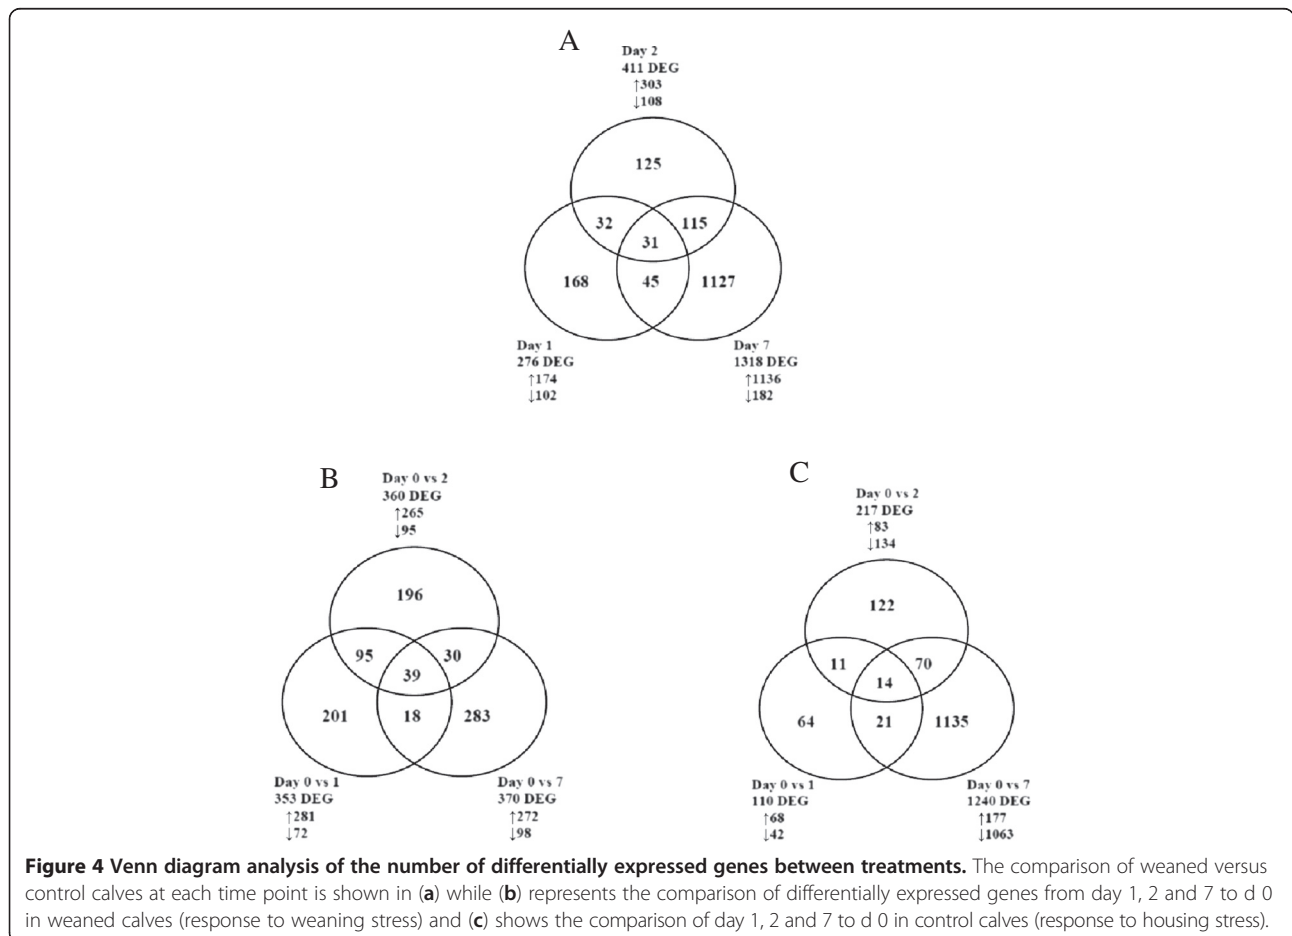 A
Day 2
411 DEG
↑303
↓108
125
32
115
31
168
45
1127
Day 1
276 DEG
↑174
↓102
Day 7
1318 DEG
↑1136
↓182
B
Day 0 vs 2
360 DEG
↑265
↓95
196
95
30
39
201
18
283
Day 0 vs 1
353 DEG
↑281
↓72
Day 0 vs 7
370 DEG
↑272
↓98
C
Day 0 vs 2
217 DEG
↑83
↓134
122
11
70
14
64
21
1135
Day 0 vs 1
110 DEG
↑68
↓42
Day 0 vs 7
1240 DEG
↑177
↓1063
Figure 4 Venn diagram analysis of the number of differentially expressed genes between treatments. The comparison of weaned versus
control calves at each time point is shown in (a) while (b) represents the comparison of differentially expressed genes from day 1, 2 and 7 to d 0
in weaned calves (response to weaning stress) and (c) shows the comparison of day 1, 2 and 7 to d 0 in control calves (response to housing stress).